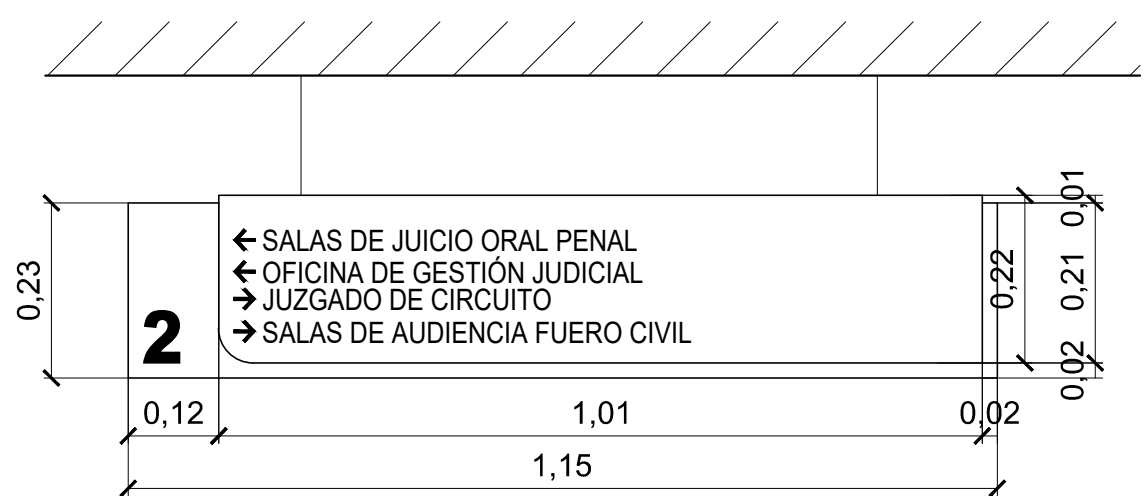 ← SALAS DE JUICIO ORAL PENAL
← OFICINA DE GESTIÓN JUDICIAL
→ JUZGADO DE CIRCUITO
→ SALAS DE AUDIENCIA FUERO CIVIL
2
0,23
0,22
0,01
0,21
0,02
0,12
1,01
0,02
1,15